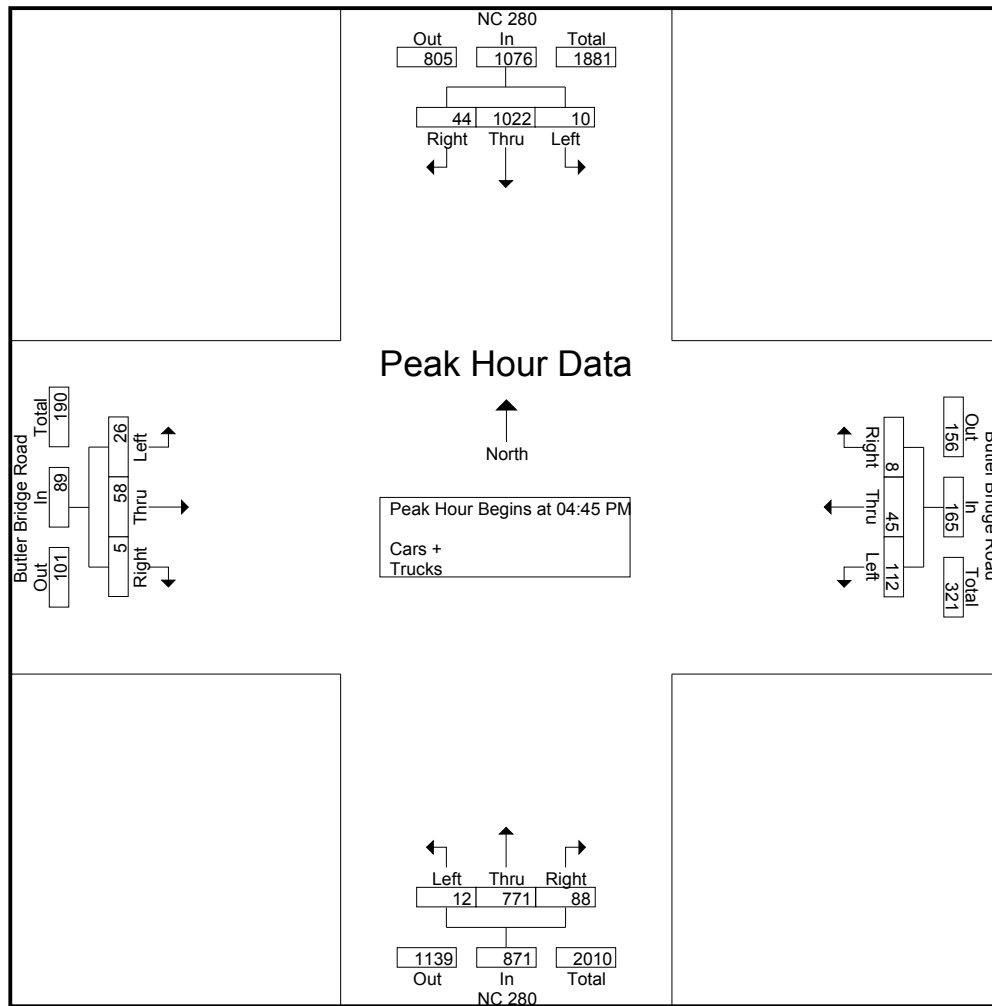 NC 280
Out In Total
805 1076 1881
44 1022 10
Right Thru Left
Peak Hour Data
North
Peak Hour Begins at 04:45 PM
Cars +
Trucks
Butler Bridge Road
Out In Total
101 89 190
Right Thru Left
5 58 26
Butler Bridge Road
Out In Total
156 165 321
Right Thru Left
8 45 112
Left Thru Right
12 771 88
1139 871 2010
Out In Total
NC 280